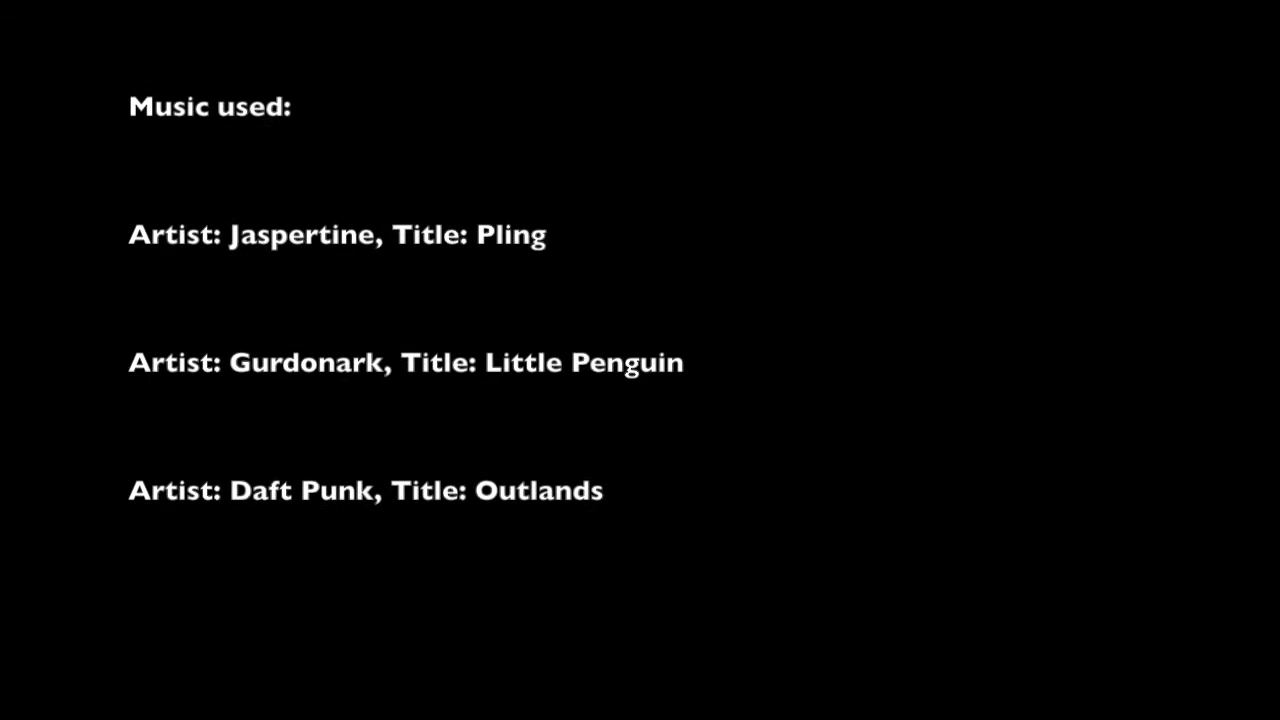 Music used:
Artist: Jaspertine, Title: Pling
Artist: Gurdonark, Title: Little Penguin
Artist: Daft Punk, Title: Outlands